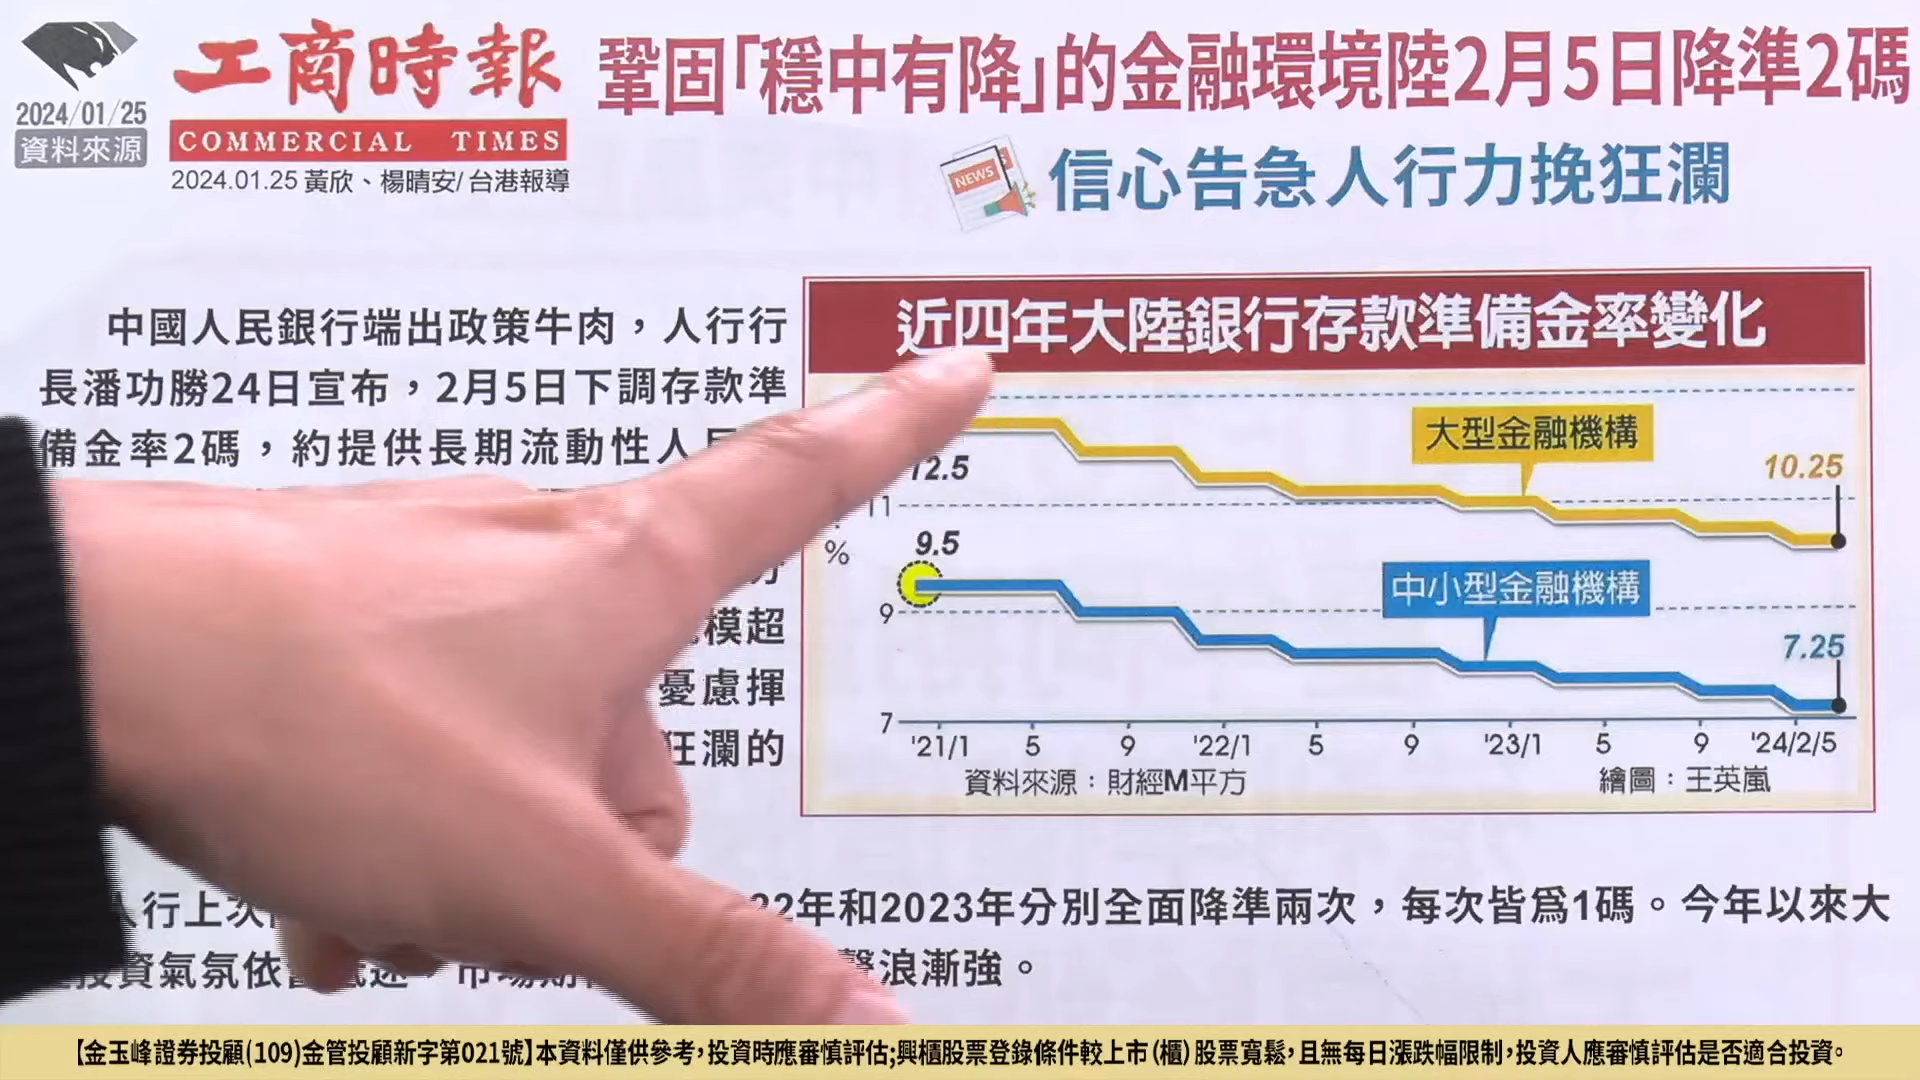 2024/01/25
資料來源
工商時報
COMMERCIAL TIMES
2024.01.25 黃欣、楊晴安/台港報導
鞏固「穩中有降」的金融環境陸2月5日降準2碼
NEWS
信心告急人行力挽狂瀾
中國人民銀行端出政策牛肉，人行行
長潘功勝24日宣布，2月5日下調存款準
備金率2碼，約提供長期流動性人
模超
憂慮揮
狂瀾的
近四年大陸銀行存款準備金率變化
大型金融機構
10.25
12.5
11
%
9.5
中小型金融機構
9
7.25
7
'21/1 5 9 '22/1 5 9 '23/1 5 9 '24/2/5
資料來源：財經M平方
繪圖：王英嵐
人行上次 22年和2023年分別全面降準兩次，每次皆為1碼。今年以來大
投資氣氛依 聲浪漸強。
【金玉峰證券投顧(109)金管投顧新字第021號】本資料僅供參考，投資時應審慎評估;興櫃股票登錄條件較上市(櫃)股票寬鬆，且無每日漲跌幅限制，投資人應審慎評估是否適合投資。